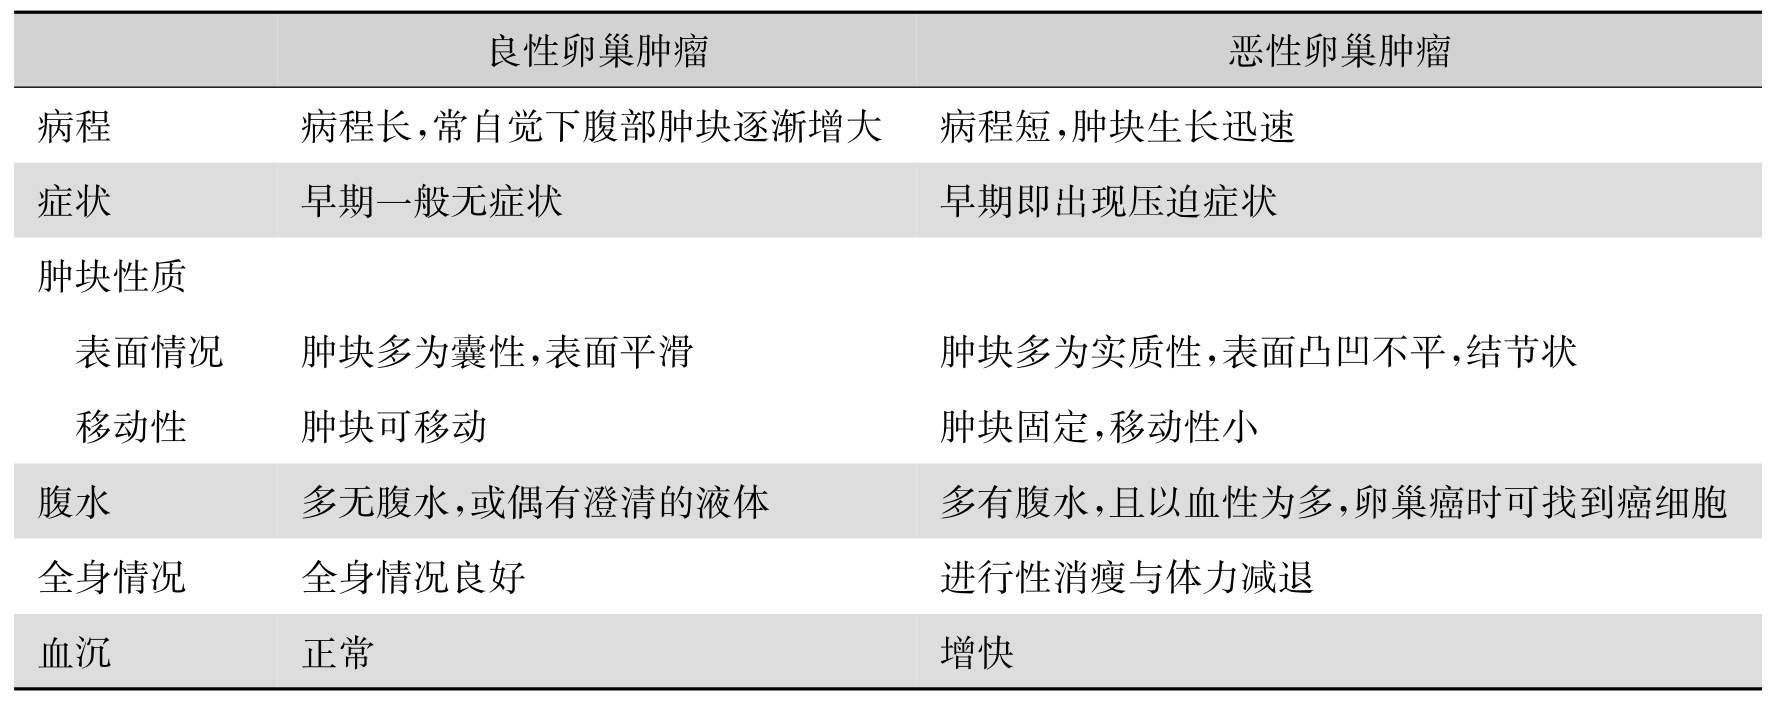 良性卵巢肿瘤 恶性卵巢肿瘤
病程 病程长,常自觉下腹部肿块逐渐增大 病程短,肿块生长迅速
症状 早期一般无症状 早期即出现压迫症状
肿块性质
表面情况 肿块多为囊性,表面平滑 肿块多为实质性,表面凸凹不平,结节状
移动性 肿块可移动 肿块固定,移动性小
腹水 多无腹水,或偶有澄清的液体 多有腹水,且以血性为多,卵巢癌时可找到癌细胞
全身情况 全身情况良好 进行性消瘦与体力减退
血沉 正常 增快